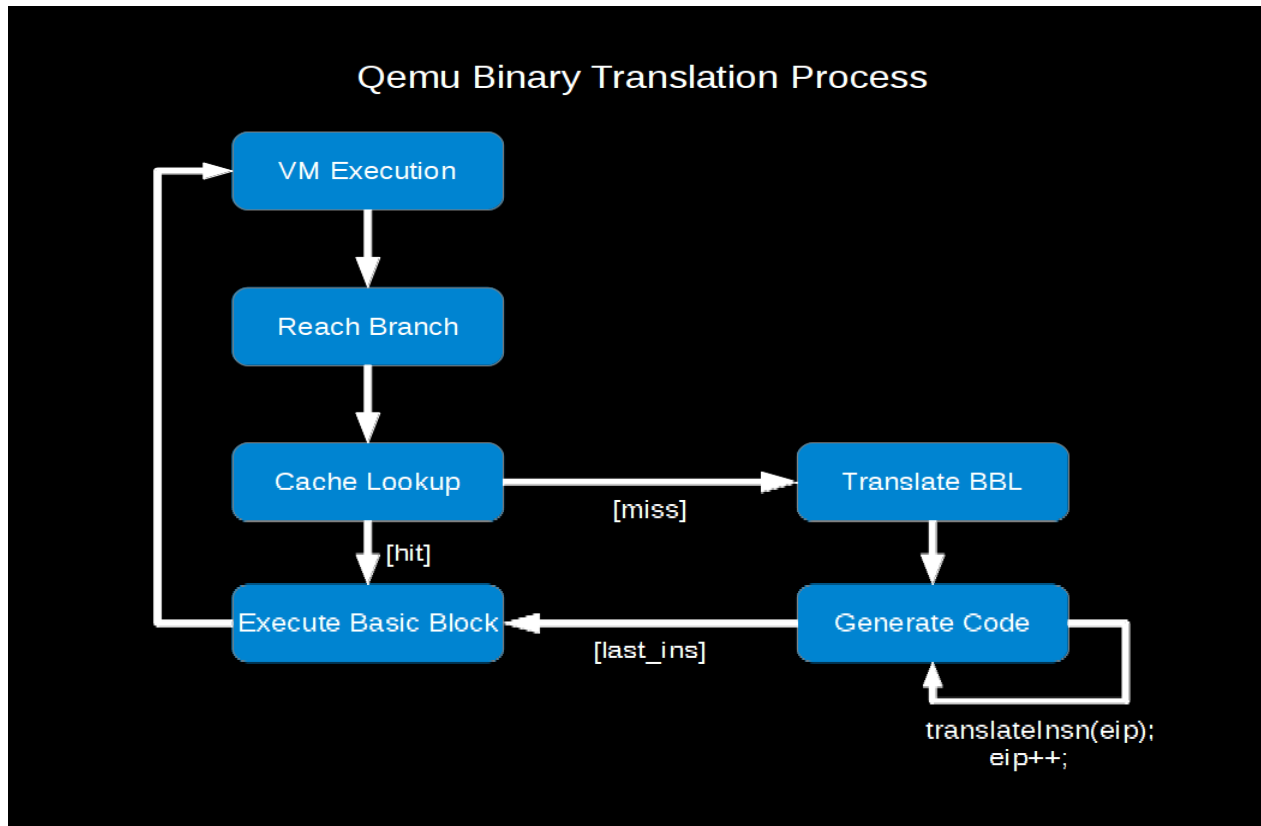 Qemu Binary Translation Process
VM Execution
Reach Branch
Cache Lookup
[miss]
Translate BBL
[hit]
Execute Basic Block
[last_ins]
Generate Code
translateInsn(eip);
eip++;